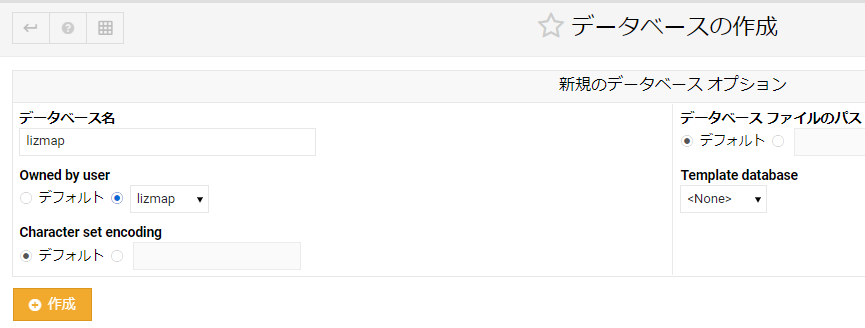 データベースの作成
新規のデータベース オプション
データベース名
lizmap
Owned by user
デフォルト lizmap
Character set encoding
デフォルト
データベース ファイルのパス
デフォルト
Template database
<None>
作成